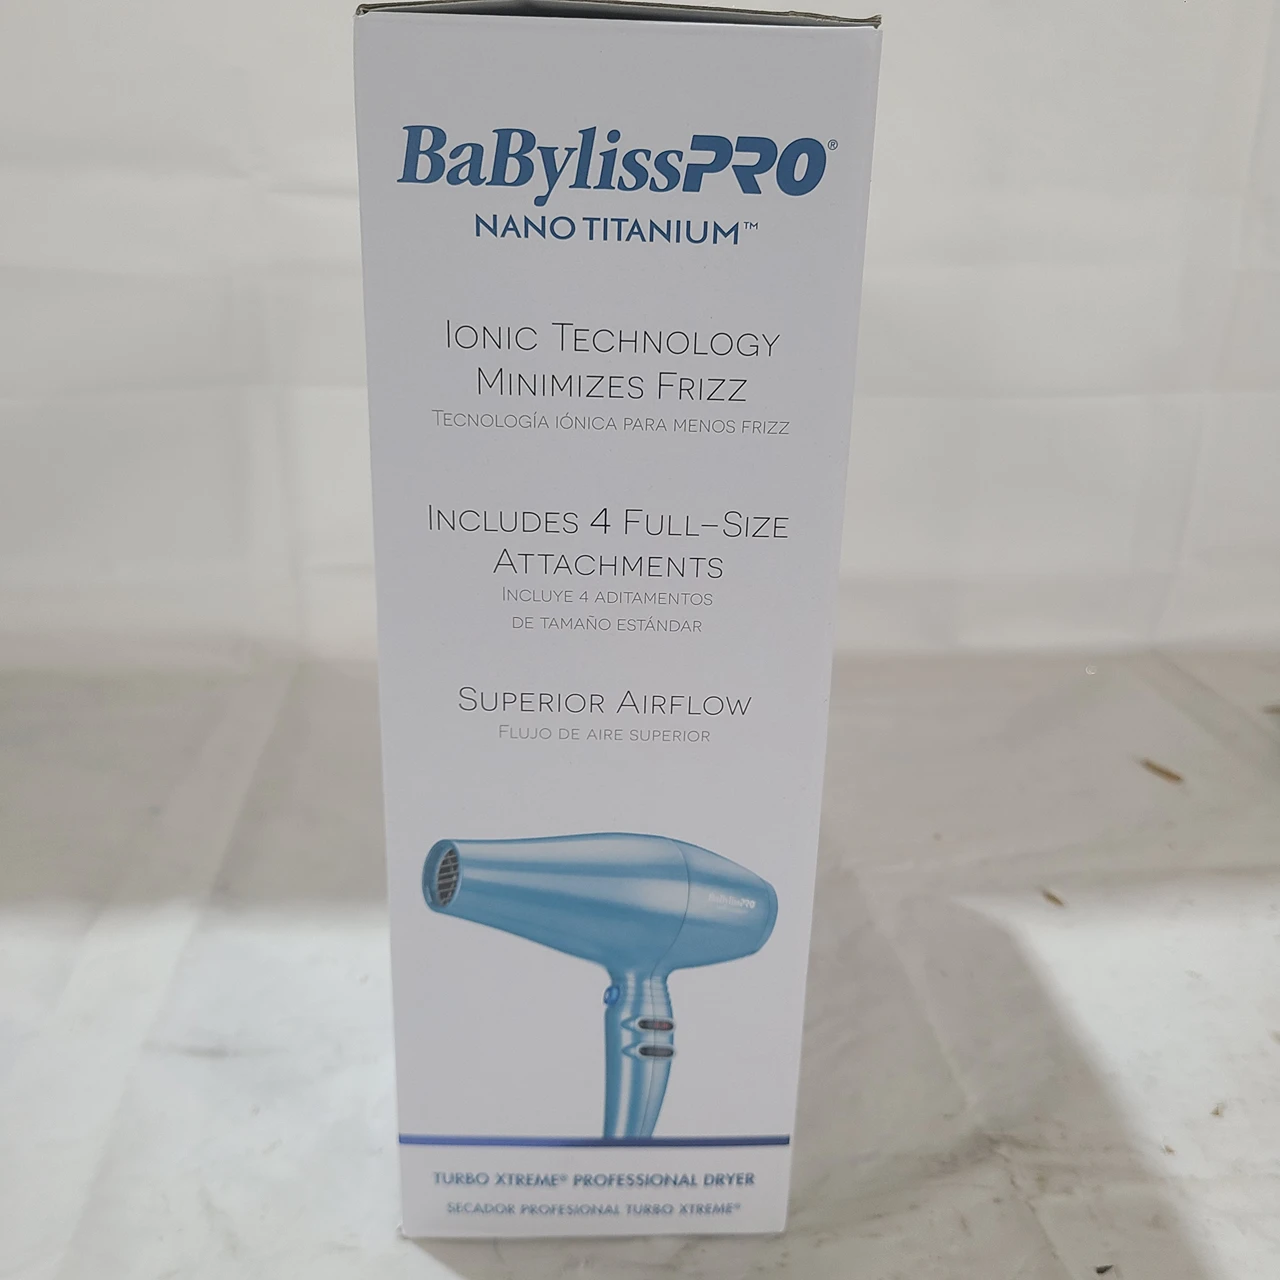 BaBylissPRO®
NANO TITANIUM™
IONIC TECHNOLOGY
MINIMIZES FRIZZ
TECNOLOGÍA IÓNICA PARA MENOS FRIZZ
INCLUDES 4 FULL-SIZE
ATTACHMENTS
INCLUYE 4 ADITAMENTOS
DE TAMAÑO ESTÁNDAR
SUPERIOR AIRFLOW
FLUJO DE AIRE SUPERIOR
BaBylissPRO
TURBO XTREME® PROFESSIONAL DRYER
SECADOR PROFESIONAL TURBO XTREME®